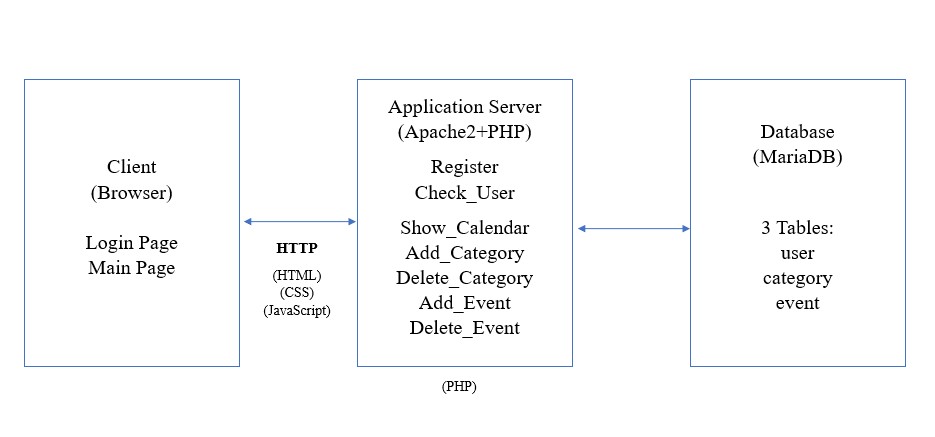 Client
(Browser)
Login Page
Main Page
HTTP
(HTML)
(CSS)
(JavaScript)
Application Server
(Apache2+PHP)
Register
Check_User
Show_Calendar
Add_Category
Delete_Category
Add_Event
Delete_Event
(PHP)
Database
(MariaDB)
3 Tables:
user
category
event